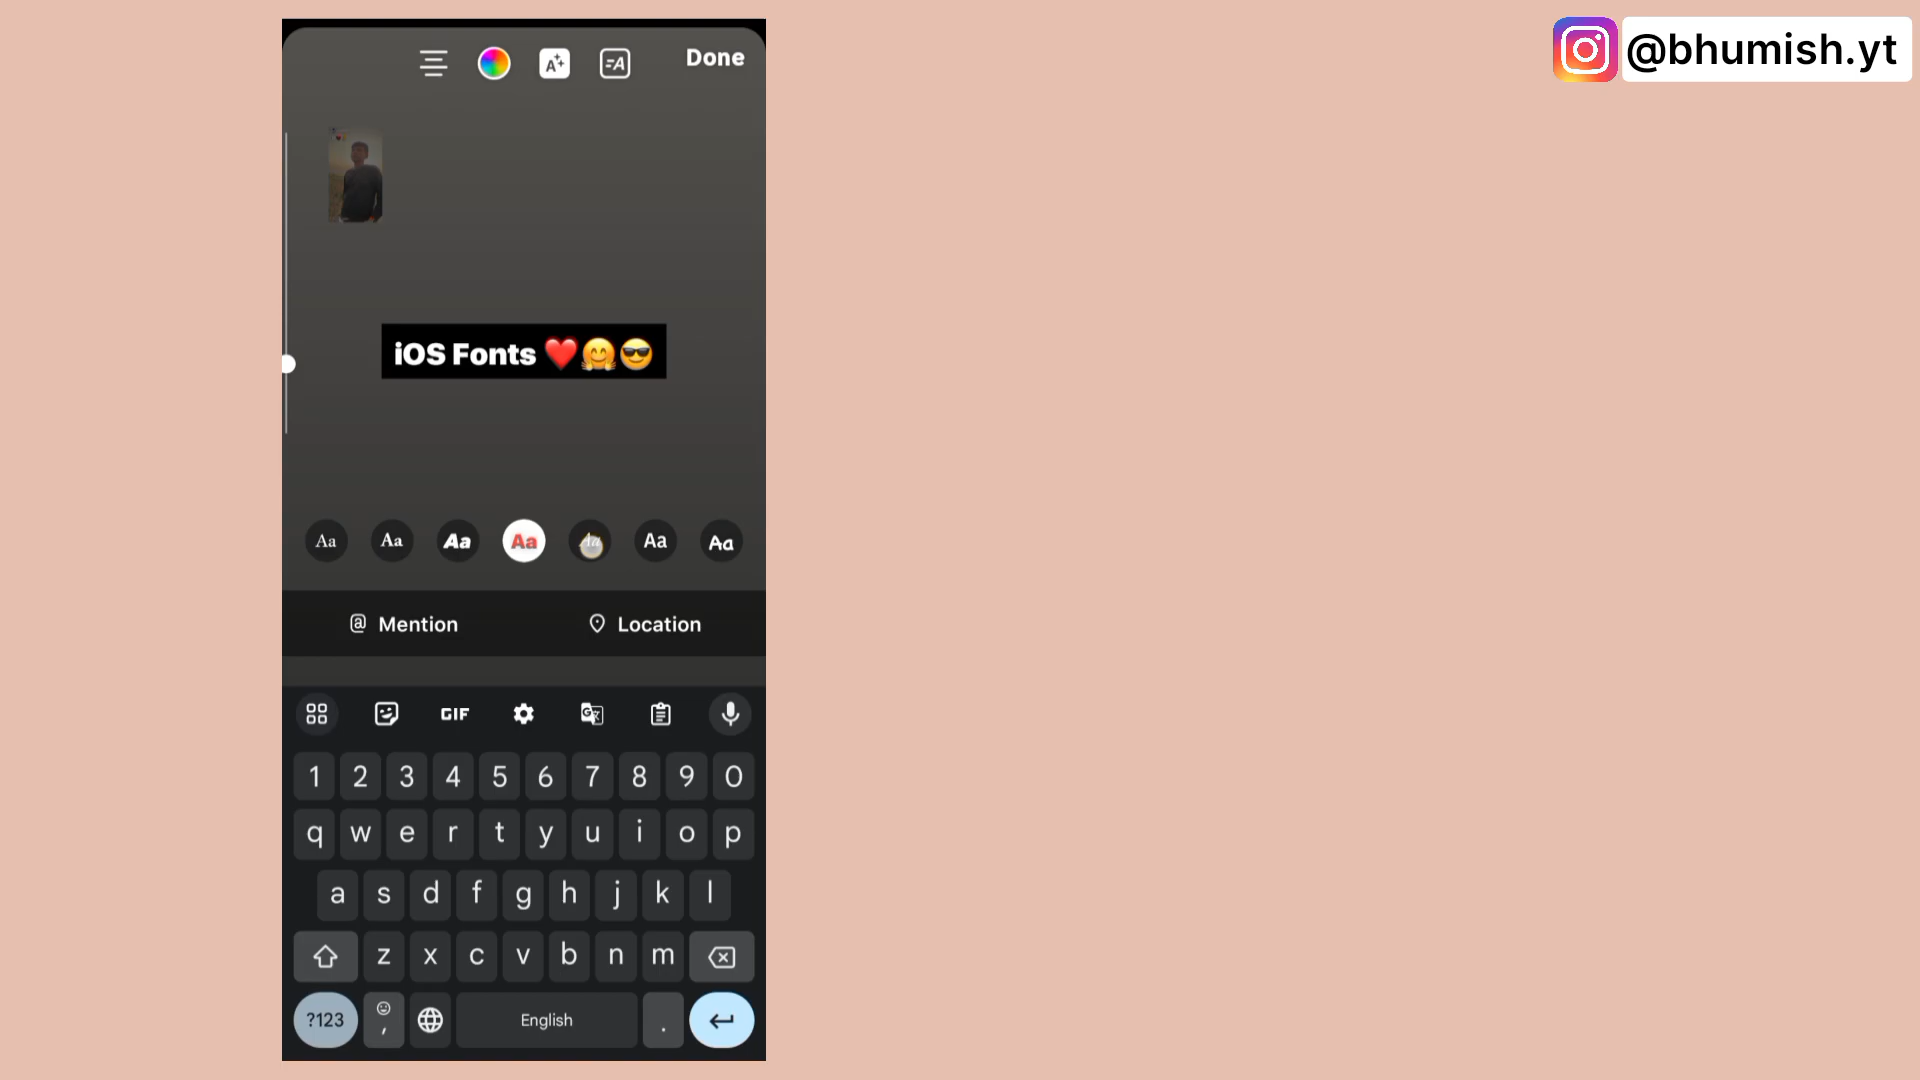 Done
@bhumish.yt
iOS Fonts ❤️🤗😎
Aa Aa Aa Aa Aa Aa Aa
Mention Location
GIF
1 2 3 4 5 6 7 8 9 0
q w e r t y u i o p
a s d f g h j k l
z x c v b n m
?123 , English .